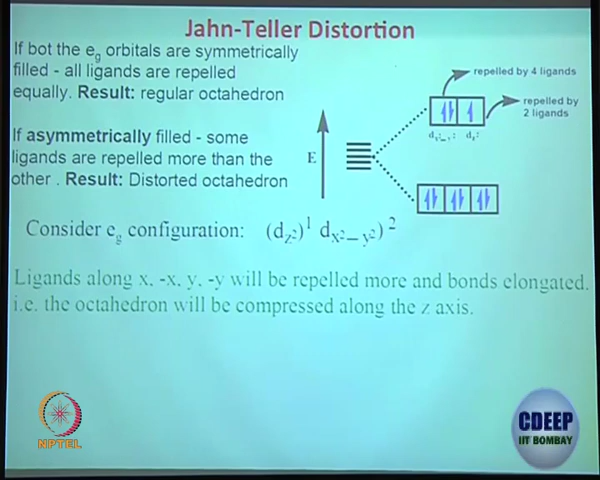 Jahn-Teller Distortion
If bot the eg orbitals are symmetrically
filled - all ligands are repelled
equally. Result: regular octahedron
If asymmetrically filled - some
ligands are repelled more than the
other . Result: Distorted octahedron
repelled by 4 ligands
repelled by
2 ligands
dx²–y² dz²
E
Consider eg configuration: (dz²)¹ dx²–y²)²
Ligands along x, -x, y, -y will be repelled more and bonds elongated.
i.e. the octahedron will be compressed along the z axis.
NPTEL
CDEEP
IIT BOMBAY